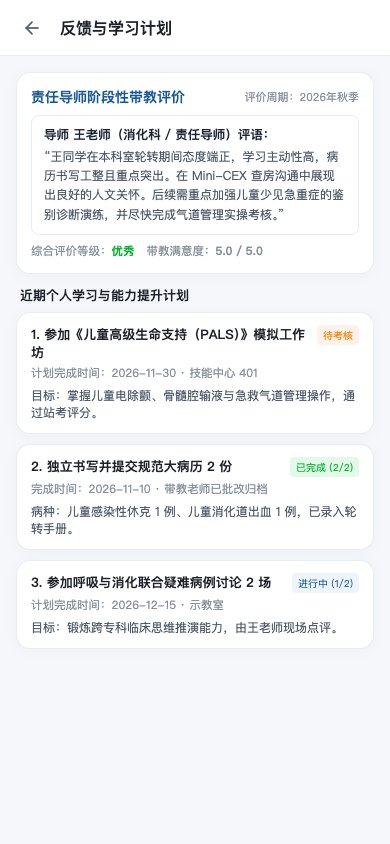 反馈与学习计划
责任导师阶段性带教评价
评价周期：2026年秋季
导师 王老师（消化科 / 责任导师）评语：
“王同学在本科室轮转期间态度端正，学习主动性高，病
历书写工整且重点突出。在 Mini-CEX 查房沟通中展现
出良好的人文关怀。后续需重点加强儿童少见急重症的鉴
别诊断演练，并尽快完成气道管理实操考核。”
综合评价等级：优秀 带教满意度：5.0 / 5.0
近期个人学习与能力提升计划
1. 参加《儿童高级生命支持（PALS）》模拟工作
坊
待考核
计划完成时间：2026-11-30 · 技能中心 401
目标：掌握儿童电除颤、骨髓腔输液与急救气道管理操作，通
过站考评分。
2. 独立书写并提交规范大病历 2 份
已完成 (2/2)
完成时间：2026-11-10 · 带教老师已批改归档
病种：儿童感染性休克 1 例、儿童消化道出血 1 例，已录入轮
转手册。
3. 参加呼吸与消化联合疑难病例讨论 2 场
进行中 (1/2)
计划完成时间：2026-12-15 · 示教室
目标：锻炼跨专科临床思维推演能力，由王老师现场点评。